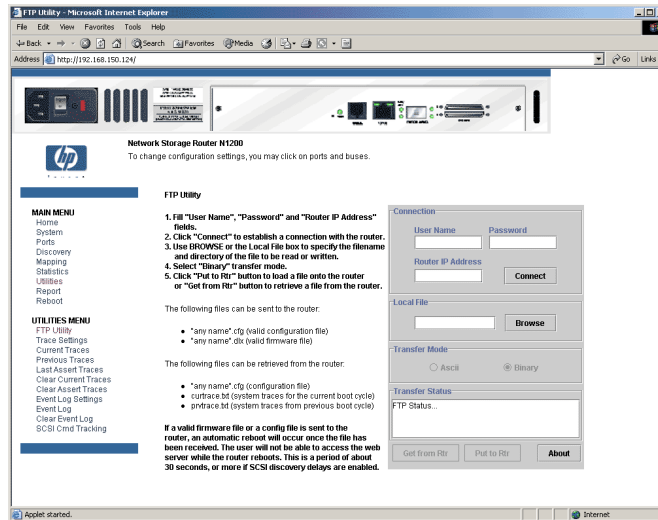 FTP Utility - Microsoft Internet Explorer
File Edit View Favorites Tools Help
Back Search Favorites Media
Address http://192.168.150.124/ Go Links
hp
i n v e n t
Network Storage Router N1200
To change configuration settings, you may click on ports and buses.
MAIN MENU
Home
System
Ports
Discovery
Mapping
Statistics
Utilities
Report
Reboot
UTILITIES MENU
FTP Utility
Trace Settings
Current Traces
Previous Traces
Last Assert Traces
Clear Current Traces
Clear Assert Traces
Event Log Settings
Event Log
Clear Event Log
SCSI Cmd Tracking
FTP Utility
1. Fill "User Name", "Password" and "Router IP Address"
fields.
2. Click "Connect" to establish a connection with the router.
3. Use BROWSE or the Local File box to specify the filename
and directory of the file to be read or written.
4. Select "Binary" transfer mode.
5. Click "Put to Rtr" button to load a file onto the router
or "Get from Rtr" button to retrieve a file from the router.
The following files can be sent to the router:
• "any name".cfg (valid configuration file)
• "any name".dlx (valid firmware file)
The following files can be retrieved from the router:
• "any name".cfg (configuration file)
• curtrace.txt (system traces for the current boot cycle)
• prvtrace.txt (system traces from previous boot cycle)
If a valid firmware file or a config file is sent to the
router, an automatic reboot will occur once the file has
been received. The user will not be able to access the web
server while the router reboots. This is a period of about
30 seconds, or more if SCSI discovery delays are enabled.
Connection
User Name Password
Router IP Address
Connect
Local File
Browse
Transfer Mode
Ascii Binary
Transfer Status
FTP Status...
Get from Rtr Put to Rtr About
Applet started. Internet